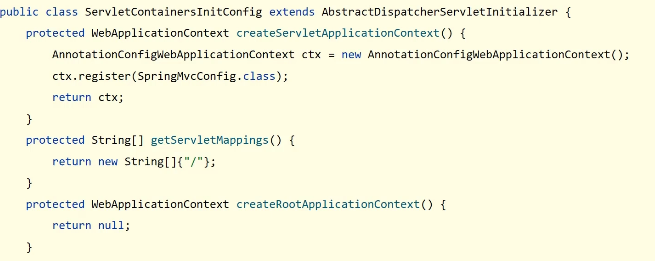 public class ServletContainersInitConfig extends AbstractDispatcherServletInitializer {
    protected WebApplicationContext createServletApplicationContext() {
        AnnotationConfigWebApplicationContext ctx = new AnnotationConfigWebApplicationContext();
        ctx.register(SpringMvcConfig.class);
        return ctx;
    }
    protected String[] getServletMappings() {
        return new String[]{"/"};
    }
    protected WebApplicationContext createRootApplicationContext() {
        return null;
    }